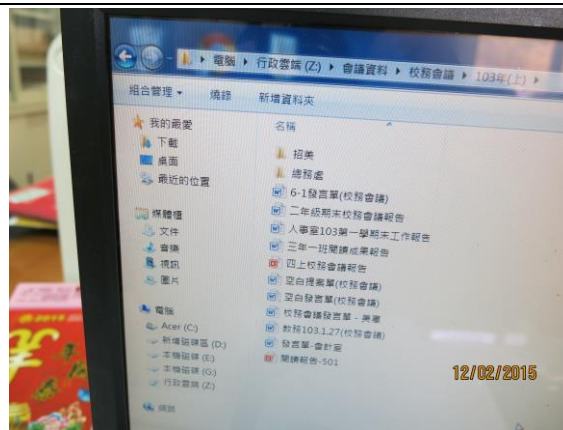 電腦 ▸ 行政雲端 (Z:) ▸ 會議資料 ▸ 校務會議 ▸ 103年(上) ▸
組合管理 ▾ 燒錄 新增資料夾
我的最愛
下載
桌面
最近的位置
媒體櫃
文件
音樂
視訊
圖片
電腦
Acer (C:)
新增磁碟區 (D:)
本機磁碟 (E:)
本機磁碟 (G:)
行政雲端 (Z:)
網路
名稱
招美
總務處
6-1發言單(校務會議)
二年級期末校務會議報告
人事室103第一學期末工作報告
三年一班閱讀成果報告
四上校務會議報告
空白提案單(校務會議)
空白發言單(校務會議)
校務會議發言單 - 美華
教務103.1.27(校務會議)
發言單-會計室
閱讀報告-501
12/02/2015